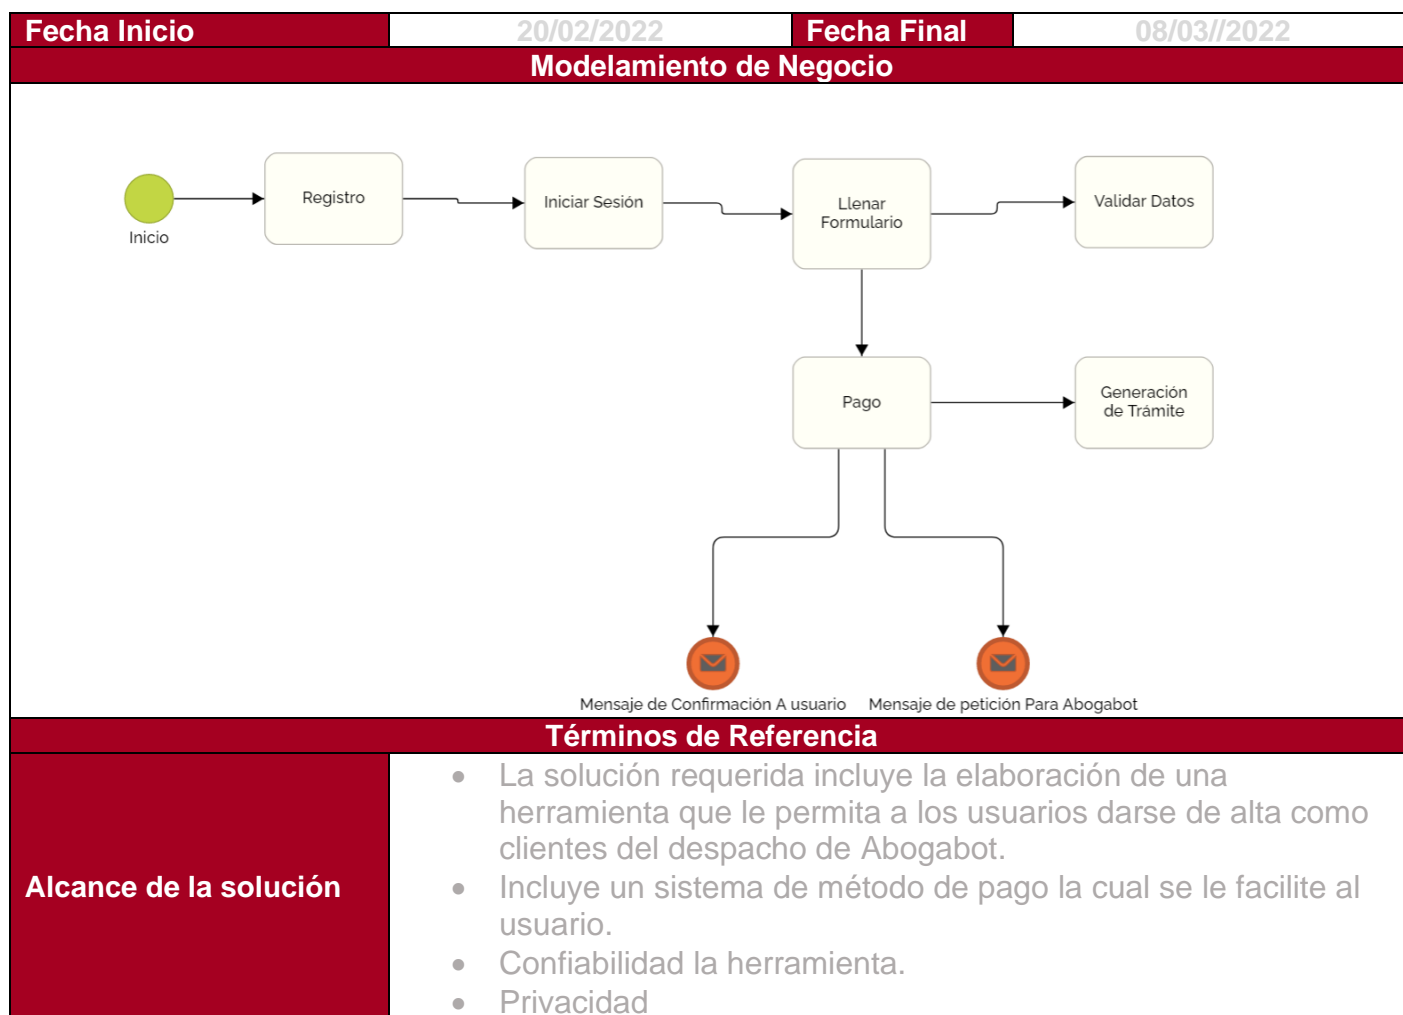 Fecha Inicio 20/02/2022 Fecha Final 08/03//2022
Modelamiento de Negocio
Inicio
Registro
Iniciar Sesión
Llenar
Formulario
Validar Datos
Pago
Generación
de Trámite
Mensaje de Confirmación A usuario
Mensaje de petición Para Abogabot
Términos de Referencia
Alcance de la solución
• La solución requerida incluye la elaboración de una
herramienta que le permita a los usuarios darse de alta como
clientes del despacho de Abogabot.
• Incluye un sistema de método de pago la cual se le facilite al
usuario.
• Confiabilidad la herramienta.
• Privacidad